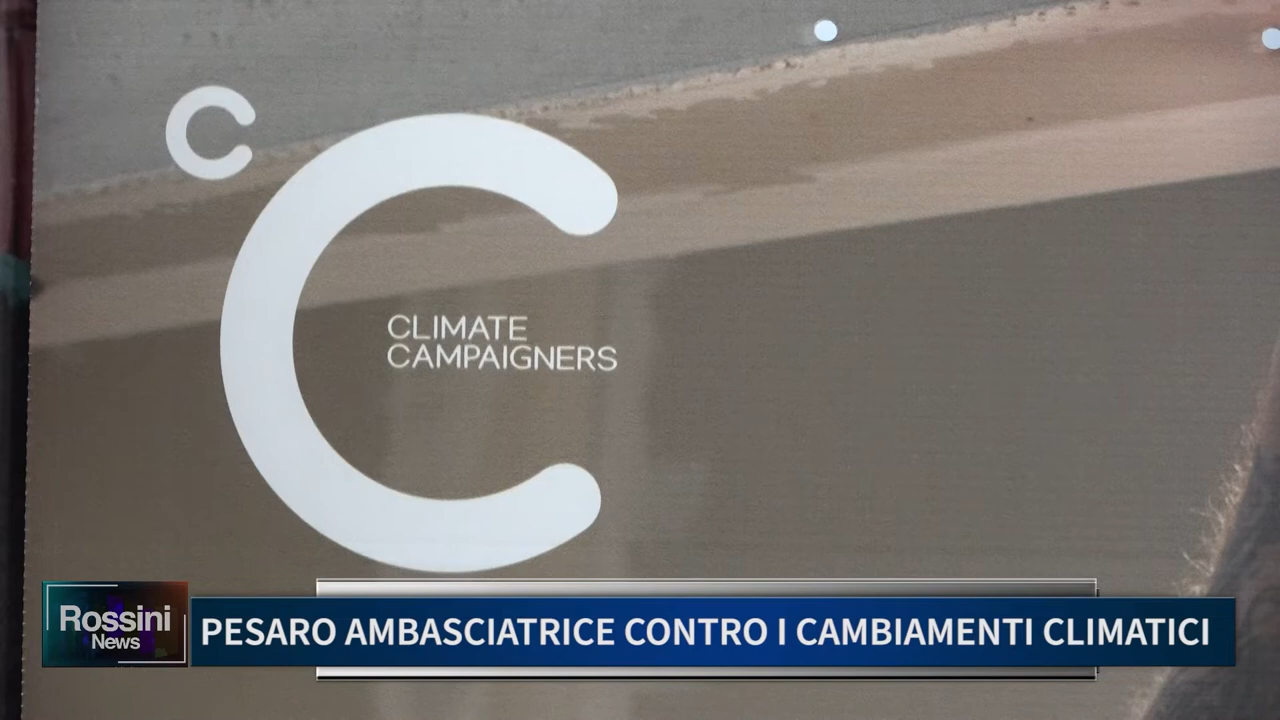 CLIMATE
CAMPAIGNERS
Rossini
News
PESARO AMBASCIATRICE CONTRO I CAMBIAMENTI CLIMATICI